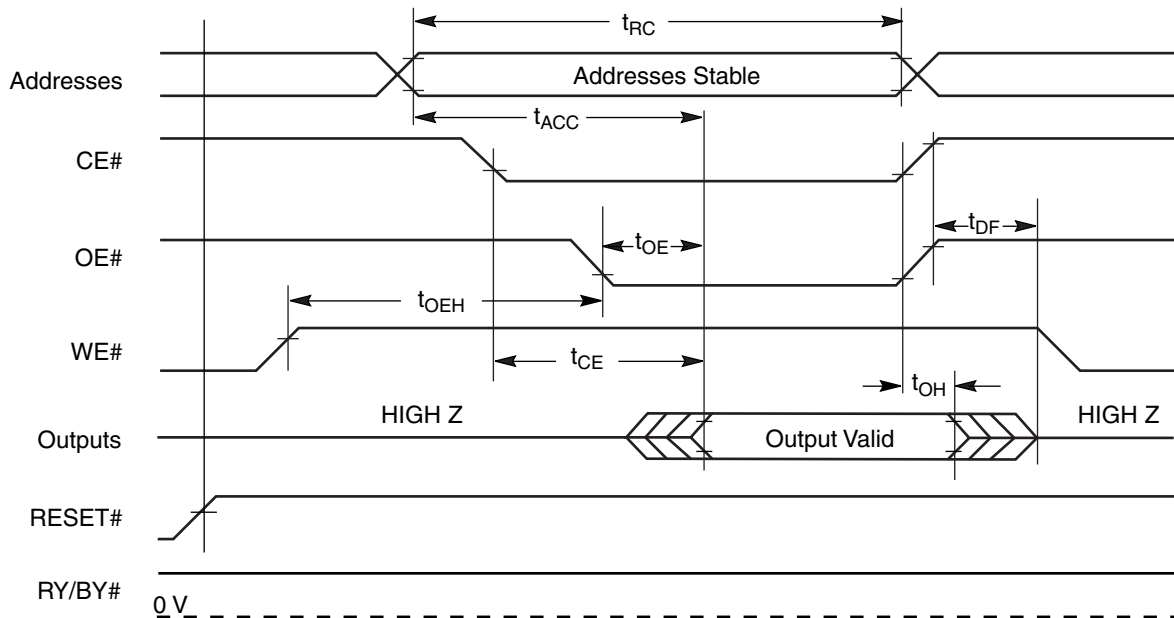 tRC
Addresses
Addresses Stable
tACC
CE#
tDF
OE#
tOE
tOEH
WE#
tCE
tOH
HIGH Z
HIGH Z
Outputs
Output Valid
RESET#
RY/BY#
0 V